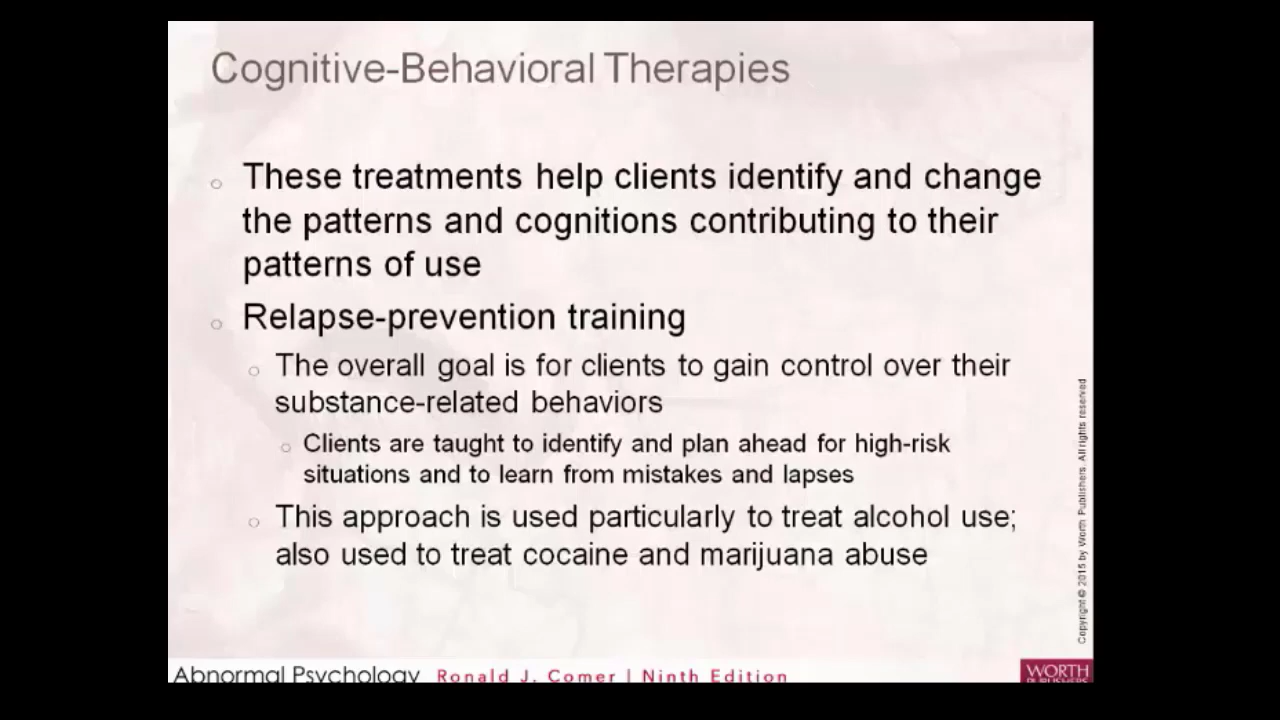 Cognitive-Behavioral Therapies
These treatments help clients identify and change
the patterns and cognitions contributing to their
patterns of use
Relapse-prevention training
The overall goal is for clients to gain control over their
substance-related behaviors
Clients are taught to identify and plan ahead for high-risk
situations and to learn from mistakes and lapses
This approach is used particularly to treat alcohol use;
also used to treat cocaine and marijuana abuse
Copyright © 2015 by Worth Publishers. All rights reserved
Abnormal Psychology Ronald J. Comer | Ninth Edition
WORTH
PUBLISHERS